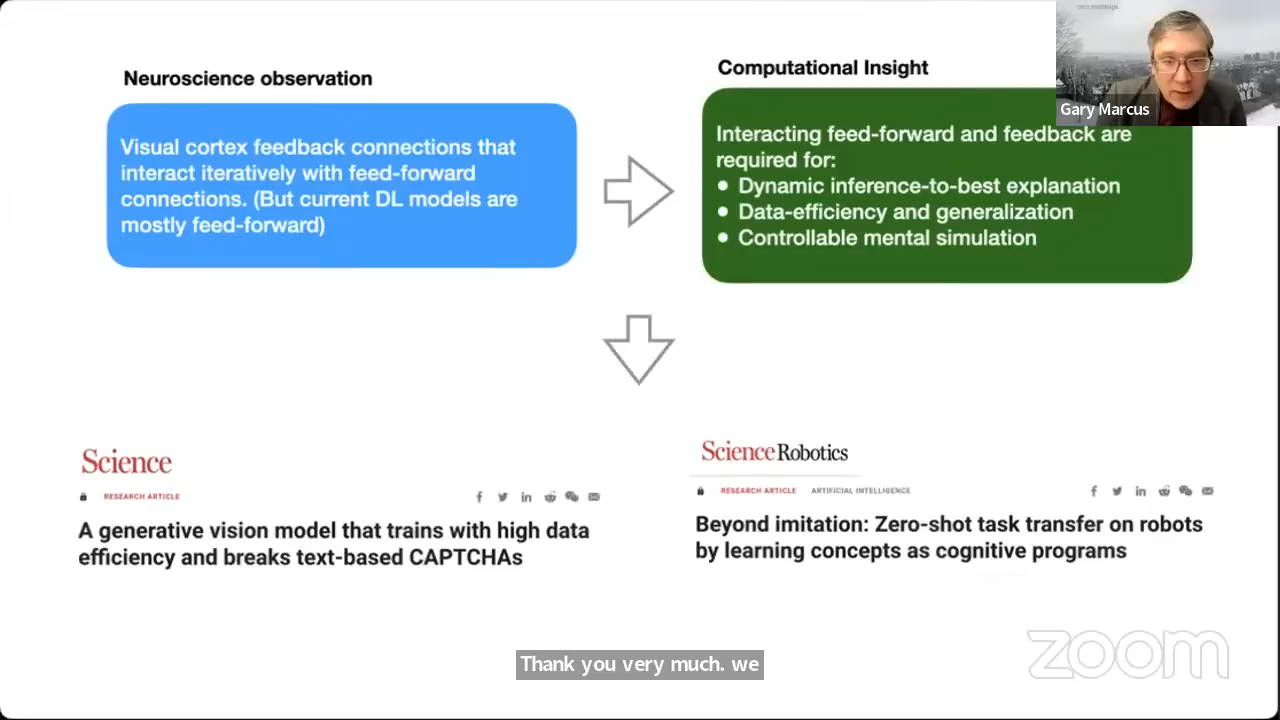 Neuroscience observation
Computational Insight
Gary Marcus
Visual cortex feedback connections that
interact iteratively with feed-forward
connections. (But current DL models are
mostly feed-forward)
Interacting feed-forward and feedback are
required for:
• Dynamic inference-to-best explanation
• Data-efficiency and generalization
• Controllable mental simulation
Science
RESEARCH ARTICLE
A generative vision model that trains with high data
efficiency and breaks text-based CAPTCHAs
Science Robotics
RESEARCH ARTICLE ARTIFICIAL INTELLIGENCE
Beyond imitation: Zero-shot task transfer on robots
by learning concepts as cognitive programs
Thank you very much. we
zoom